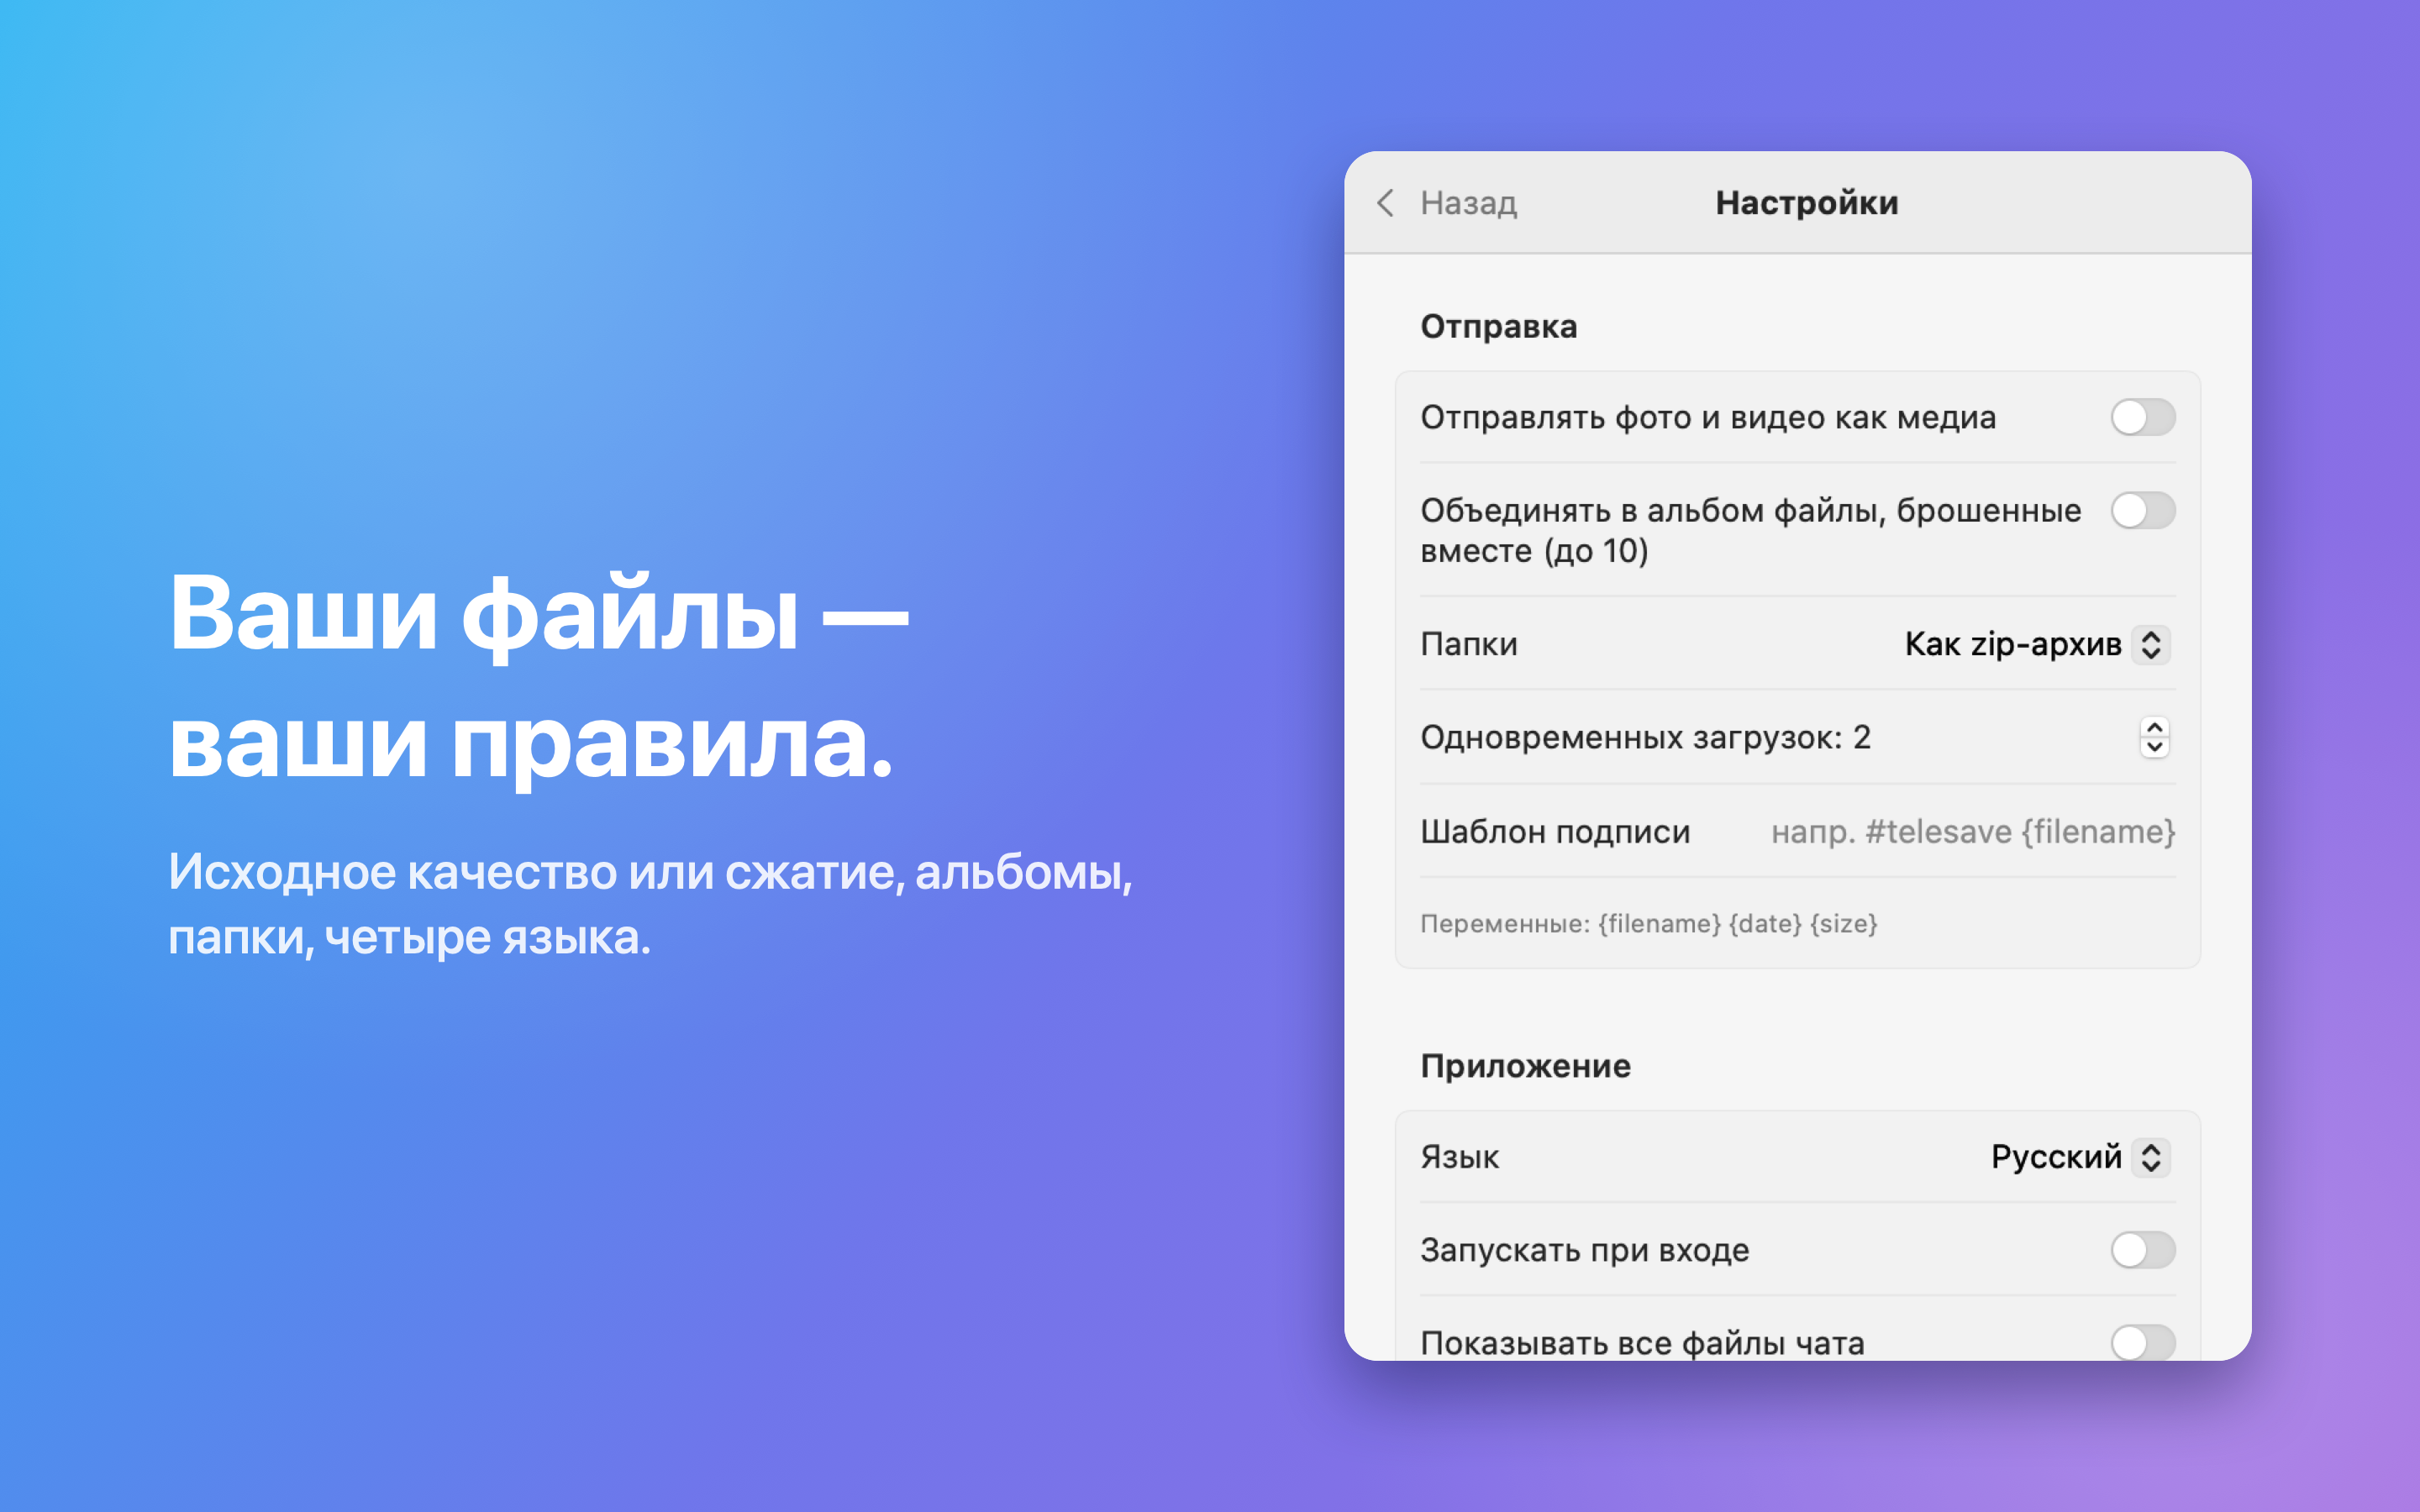 Ваши файлы —
ваши правила.
Исходное качество или сжатие, альбомы,
папки, четыре языка.
Назад
Настройки
Отправка
Отправлять фото и видео как медиа
Объединять в альбом файлы, брошенные
вместе (до 10)
Папки
Как zip-архив
Одновременных загрузок: 2
Шаблон подписи
напр. #telesave {filename}
Переменные: {filename} {date} {size}
Приложение
Язык
Русский
Запускать при входе
Показывать все файлы чата